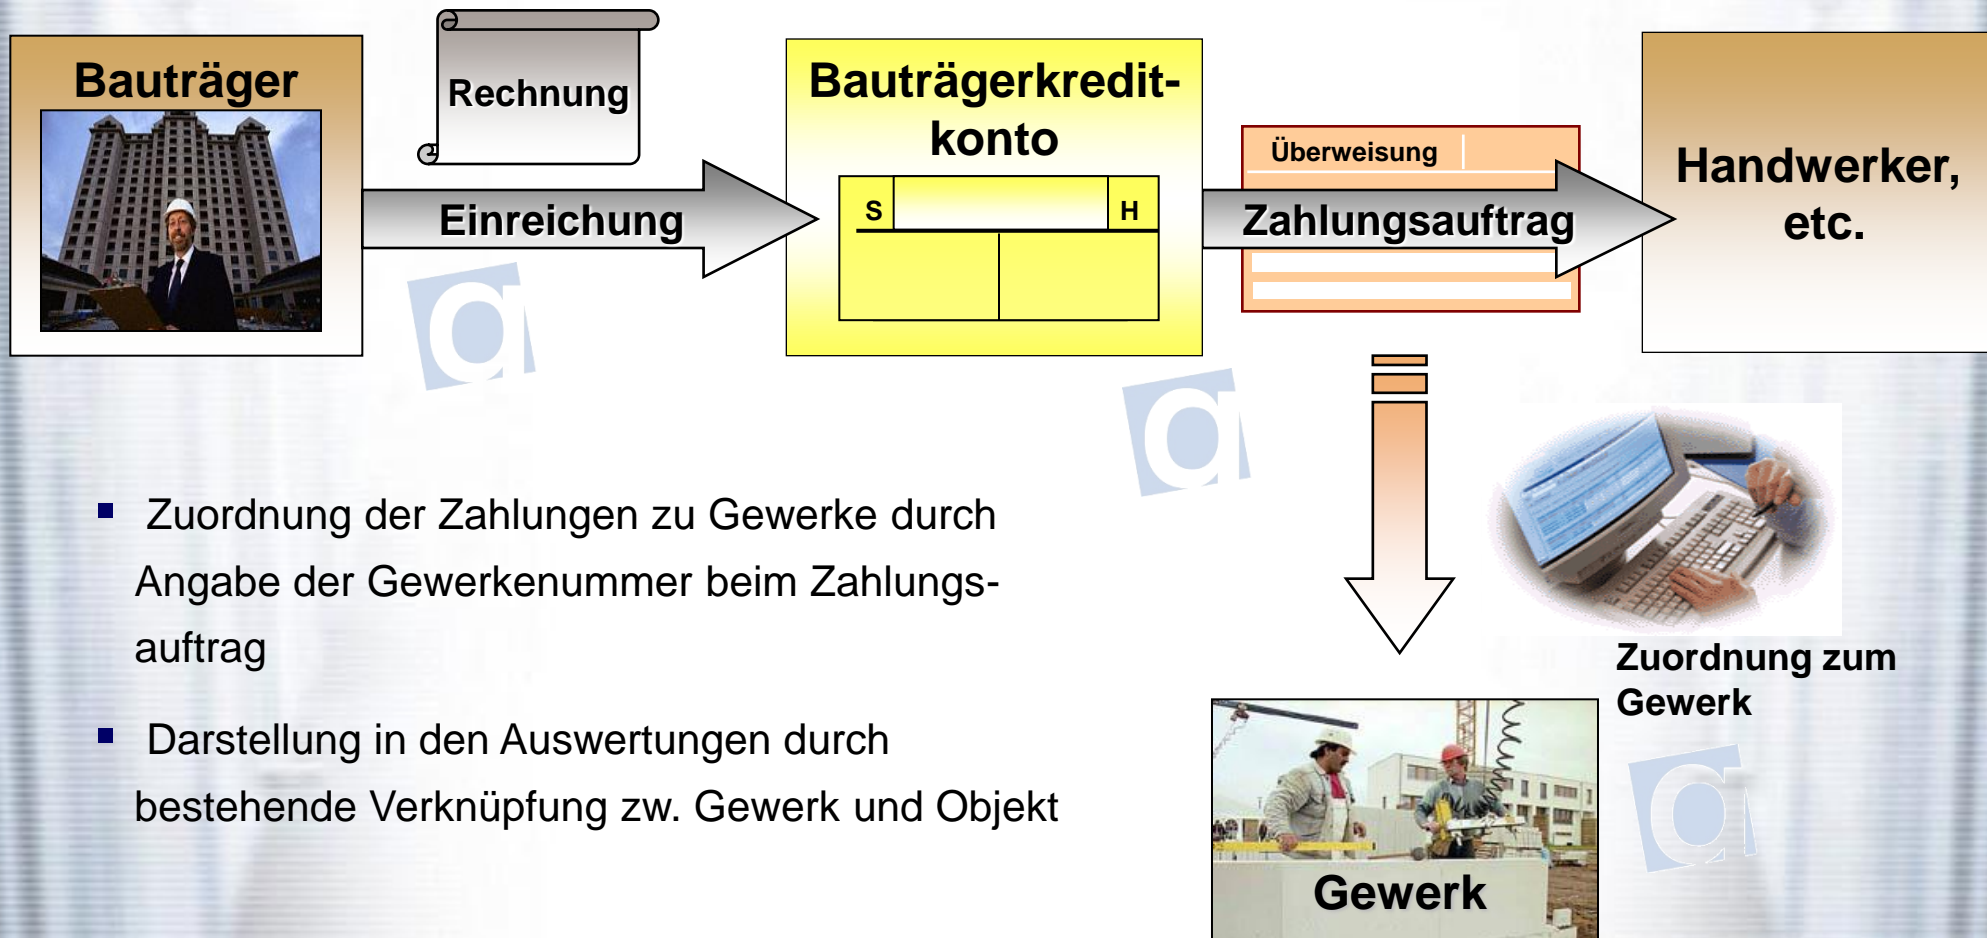 Bauträger
Rechnung
Einreichung
Bauträgerkredit-
konto
S H
Überweisung
Zahlungsauftrag
Handwerker,
etc.
▪ Zuordnung der Zahlungen zu Gewerke durch
Angabe der Gewerkenummer beim Zahlungs-
auftrag
▪ Darstellung in den Auswertungen durch
bestehende Verknüpfung zw. Gewerk und Objekt
Zuordnung zum
Gewerk
Gewerk